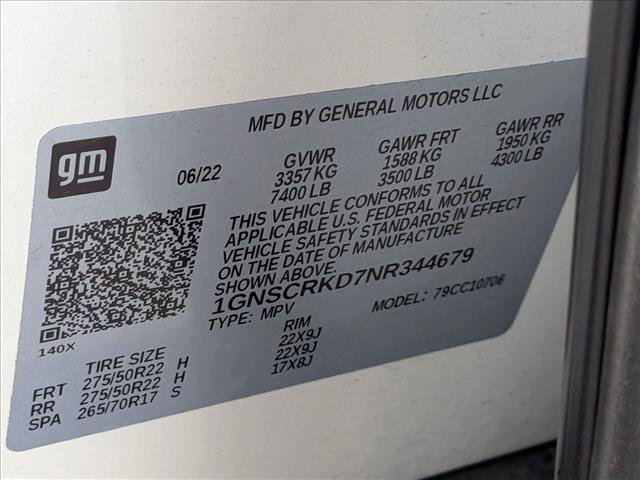 MFD BY GENERAL MOTORS LLC
gm
06/22
GVWR GAWR FRT GAWR RR
3357 KG 1588 KG 1950 KG
7400 LB 3500 LB 4300 LB
THIS VEHICLE CONFORMS TO ALL
APPLICABLE U.S. FEDERAL MOTOR
VEHICLE SAFETY STANDARDS IN EFFECT
ON THE DATE OF MANUFACTURE
SHOWN ABOVE.
1GNSCRKD7NR344679
TYPE: MPV MODEL: 79CC10706
140X
TIRE SIZE RIM
FRT 275/50R22 H 22X9J
RR 275/50R22 H 22X9J
SPA 265/70R17 S 17X8J